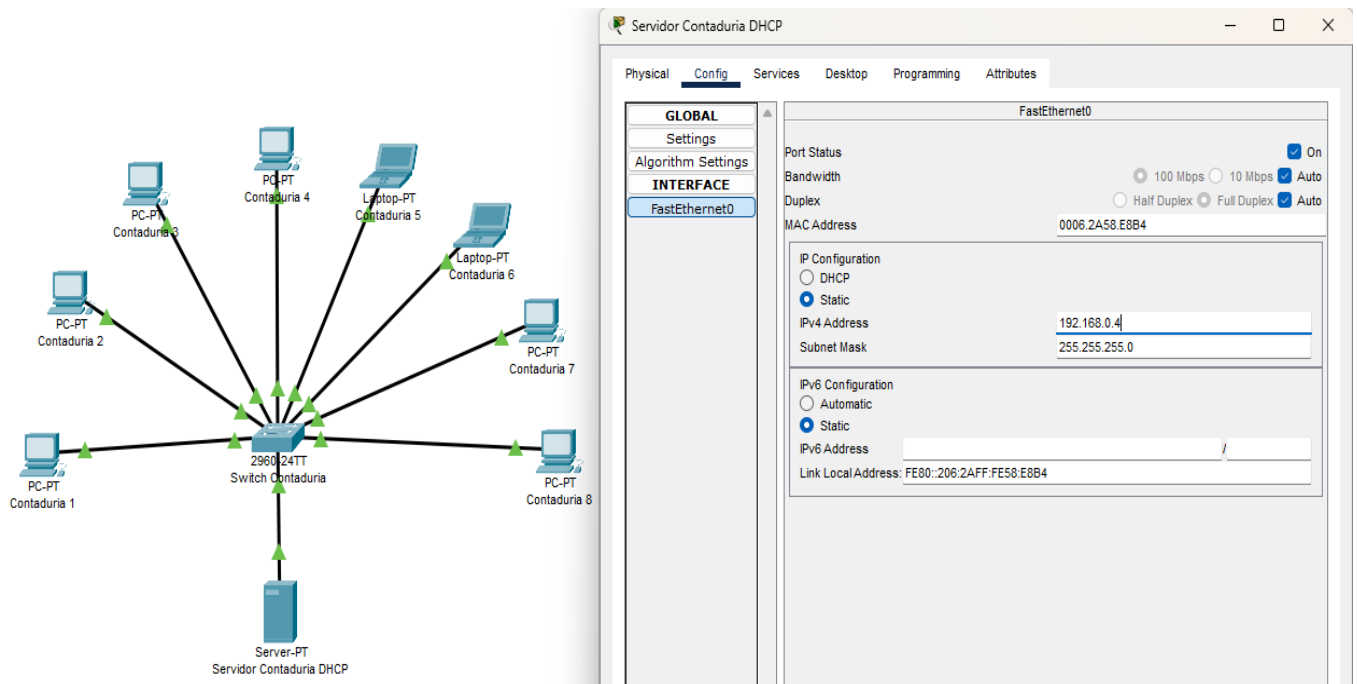 PC-PT
Contaduria 4
PC-PT
Contaduria 3
Laptop-PT
Contaduria 5
Laptop-PT
Contaduria 6
PC-PT
Contaduria 2
PC-PT
Contaduria 7
PC-PT
Contaduria 1
2960-24TT
Switch Contaduria
PC-PT
Contaduria 8
Server-PT
Servidor Contaduria DHCP
Servidor Contaduria DHCP
Physical Config Services Desktop Programming Attributes
GLOBAL
Settings
Algorithm Settings
INTERFACE
FastEthernet0
FastEthernet0
Port Status On
Bandwidth 100 Mbps 10 Mbps Auto
Duplex Half Duplex Full Duplex Auto
MAC Address 0006.2A58.E8B4
IP Configuration
DHCP
Static
IPv4 Address 192.168.0.4
Subnet Mask 255.255.255.0
IPv6 Configuration
Automatic
Static
IPv6 Address /
Link Local Address: FE80::206:2AFF:FE58:E8B4